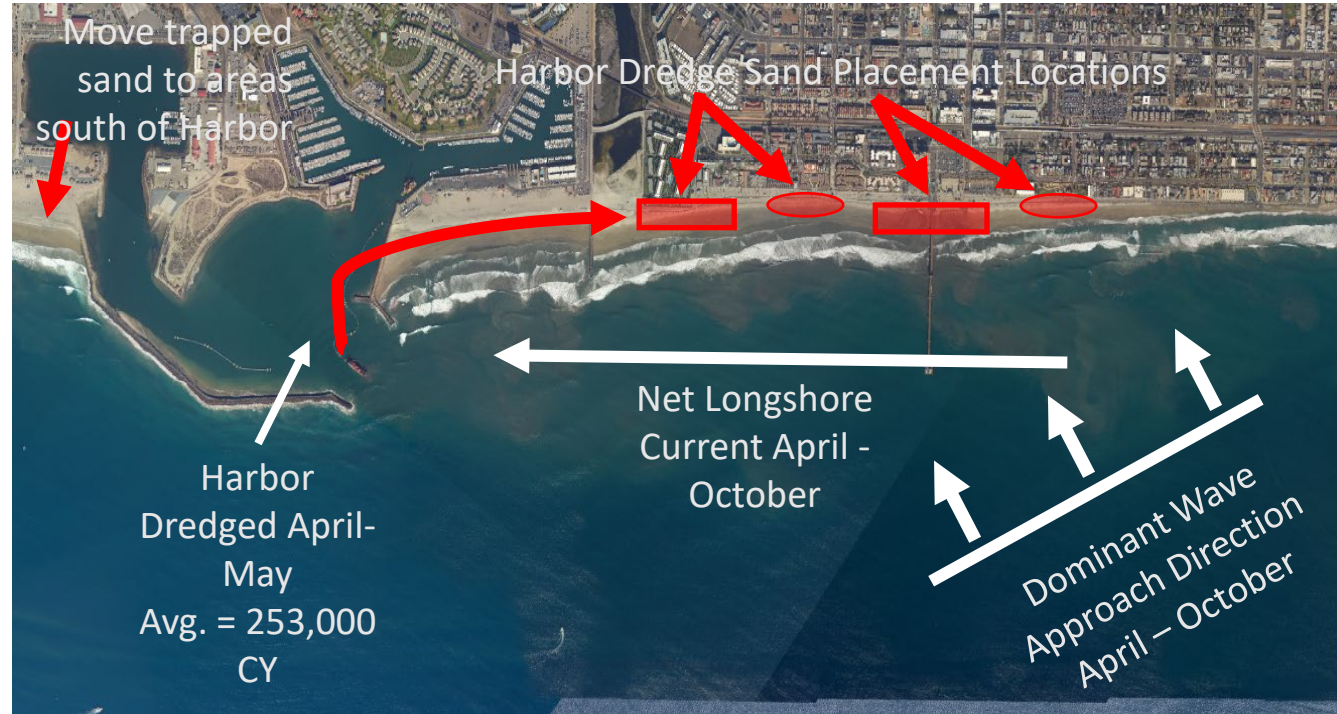 Move trapped
sand to areas
south of Harbor
Harbor Dredge Sand Placement Locations
Net Longshore
Current April -
October
Harbor
Dredged April-
May
Avg. = 253,000
CY
Dominant Wave
Approach Direction
April – October